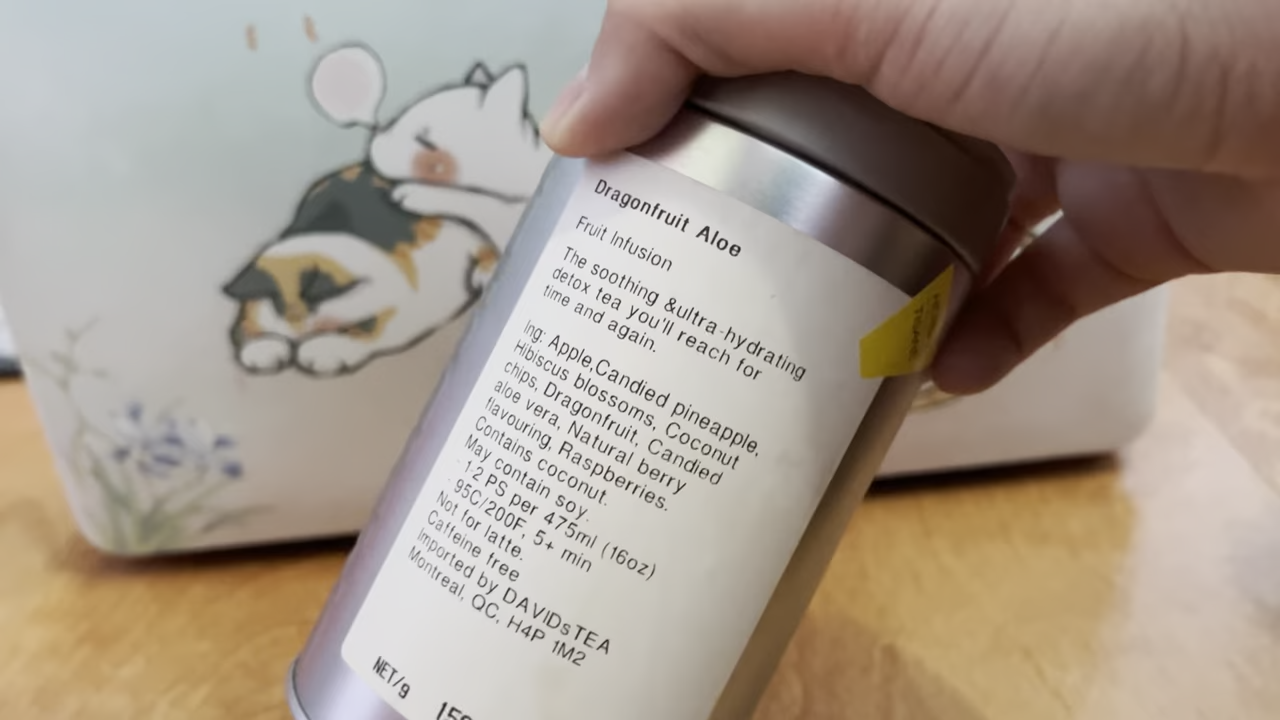 Dragonfruit Aloe
Fruit Infusion
The soothing &ultra-hydrating
detox tea you'll reach for
time and again.
Ing: Apple,Candied pineapple,
Hibiscus blossoms, Coconut
chips, Dragonfruit, Candied
aloe vera, Natural berry
flavouring, Raspberries.
Contains coconut.
May contain soy.
· 1-2 PS per 475ml (16oz)
· 95C/200F, 5+ min
Not for latte.
Caffeine free
Imported by DAVIDsTEA
Montreal, QC, H4P 1M2
NET/g